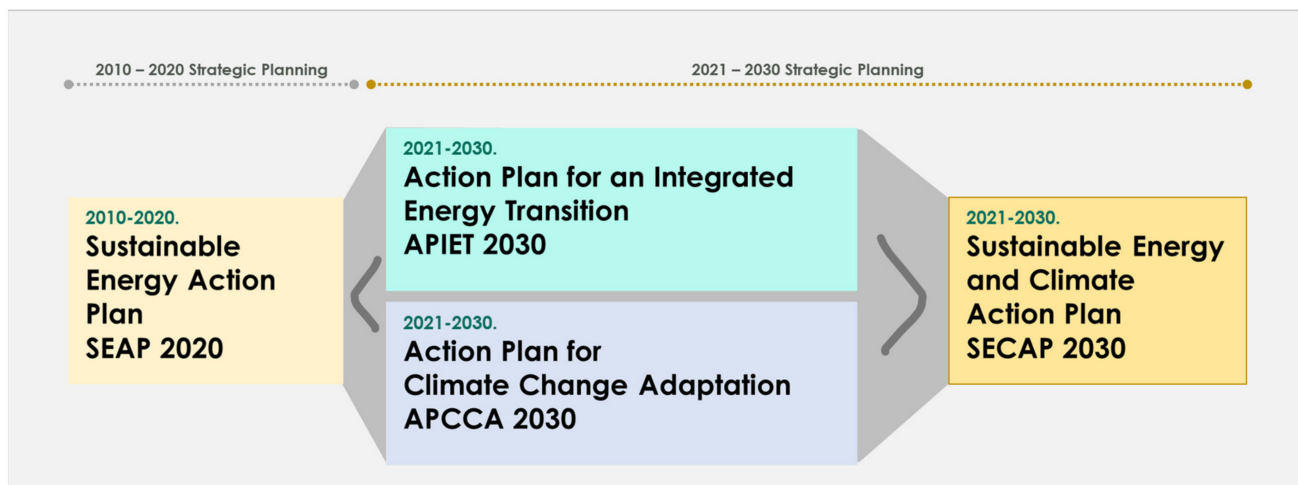 2010 – 2020 Strategic Planning
2021 – 2030 Strategic Planning
2010-2020.
Sustainable
Energy Action
Plan
SEAP 2020
2021-2030.
Action Plan for an Integrated
Energy Transition
APIET 2030
2021-2030.
Action Plan for
Climate Change Adaptation
APCCA 2030
2021-2030.
Sustainable Energy
and Climate
Action Plan
SECAP 2030